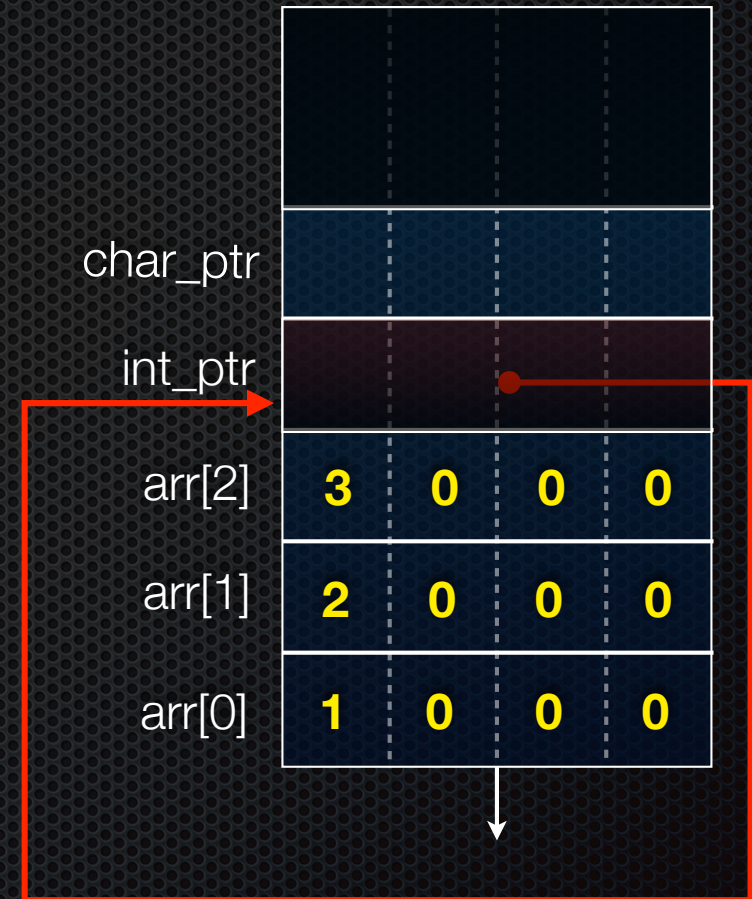 char_ptr
int_ptr
arr[2] 3 0 0 0
arr[1] 2 0 0 0
arr[0] 1 0 0 0